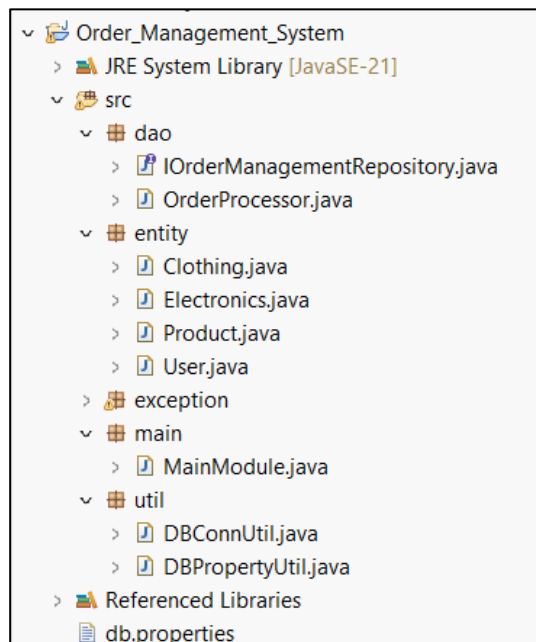 Order_Management_System
JRE System Library [JavaSE-21]
src
dao
IOrderManagementRepository.java
OrderProcessor.java
entity
Clothing.java
Electronics.java
Product.java
User.java
exception
main
MainModule.java
util
DBConnUtil.java
DBPropertyUtil.java
Referenced Libraries
db.properties